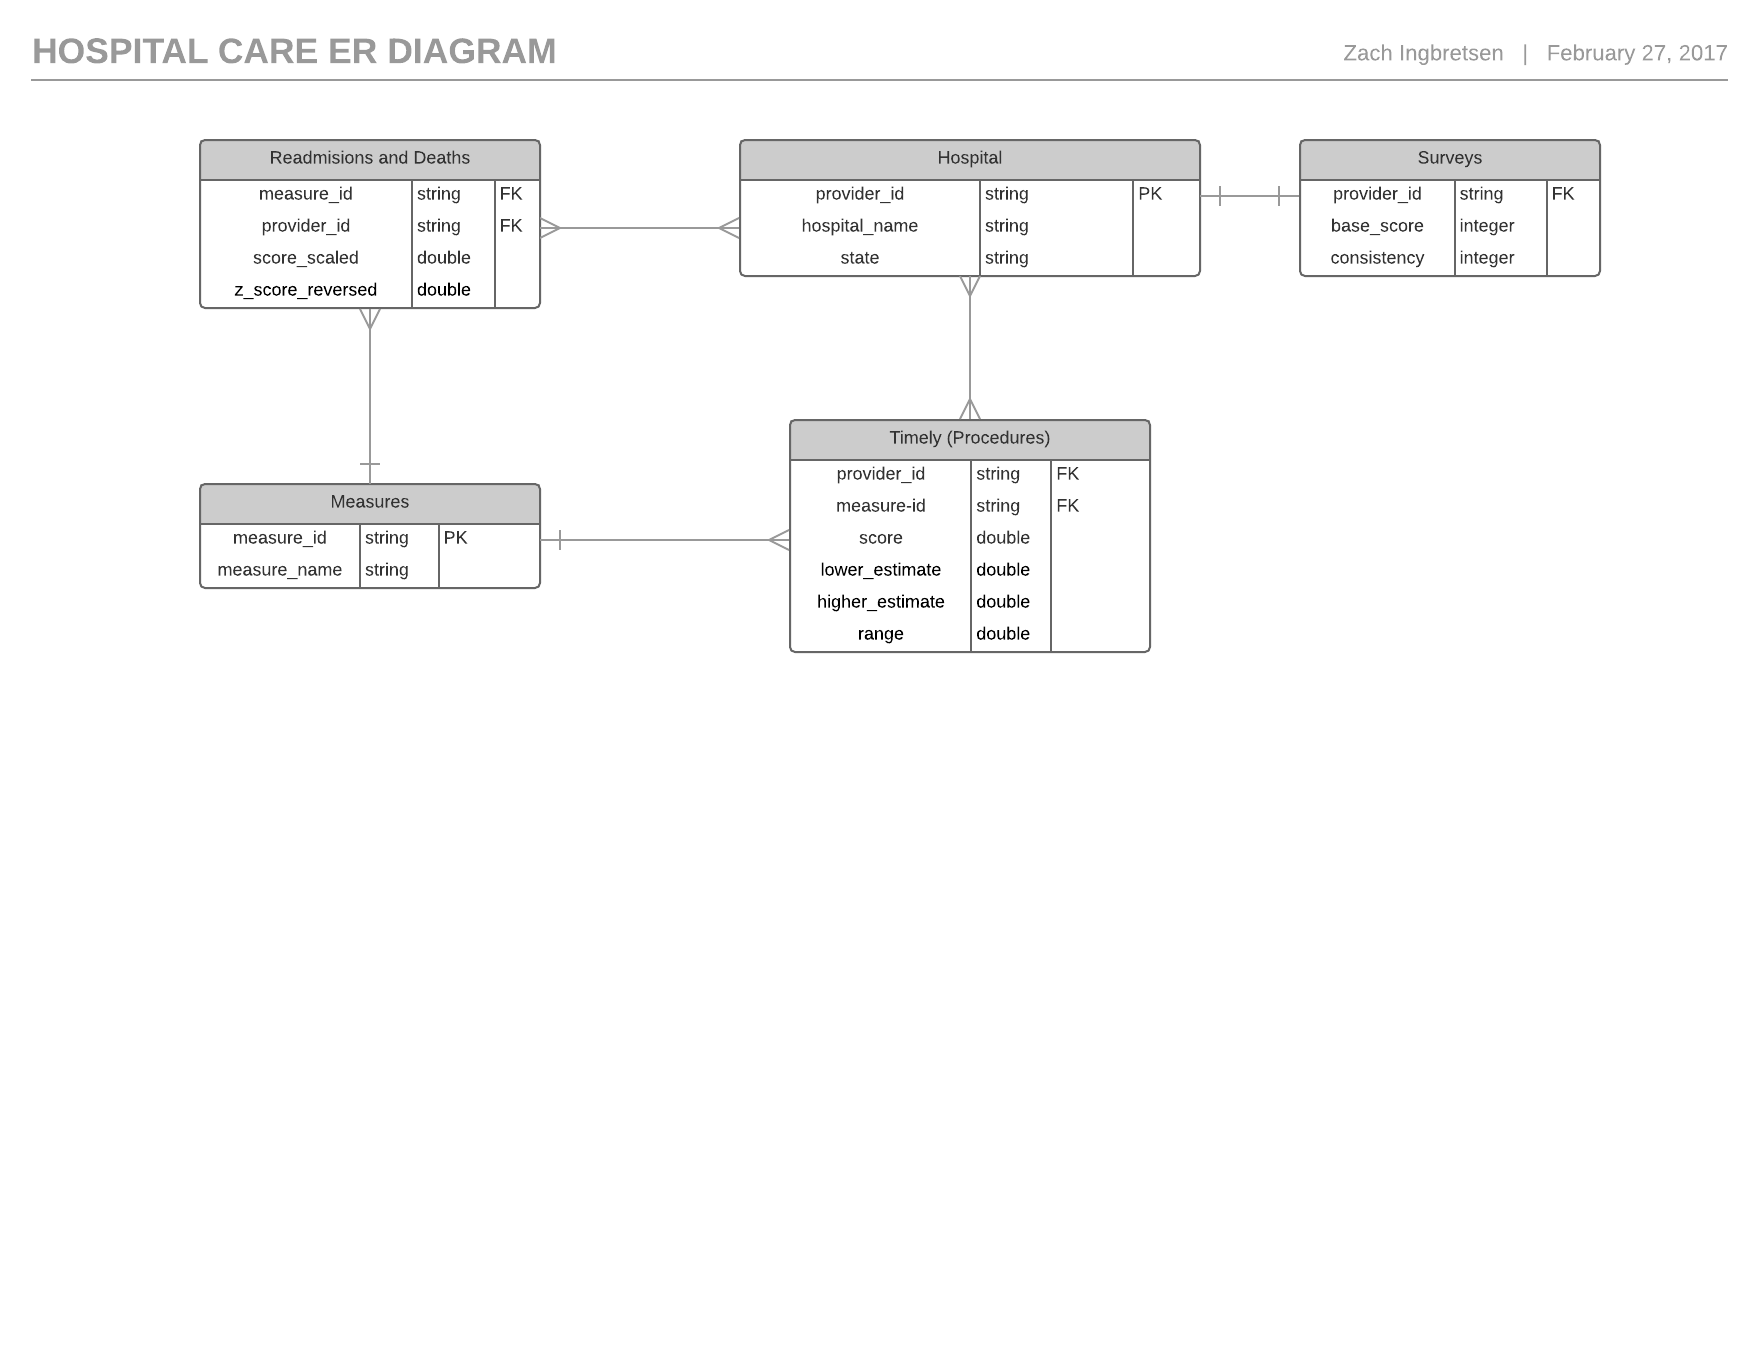 HOSPITAL CARE ER DIAGRAM
Zach Ingbretsen | February 27, 2017
Readmisions and Deaths
measure_id string FK
provider_id string FK
score_scaled double
z_score_reversed double
Hospital
provider_id string PK
hospital_name string
state string
Surveys
provider_id string FK
base_score integer
consistency integer
Measures
measure_id string PK
measure_name string
Timely (Procedures)
provider_id string FK
measure-id string FK
score double
lower_estimate double
higher_estimate double
range double